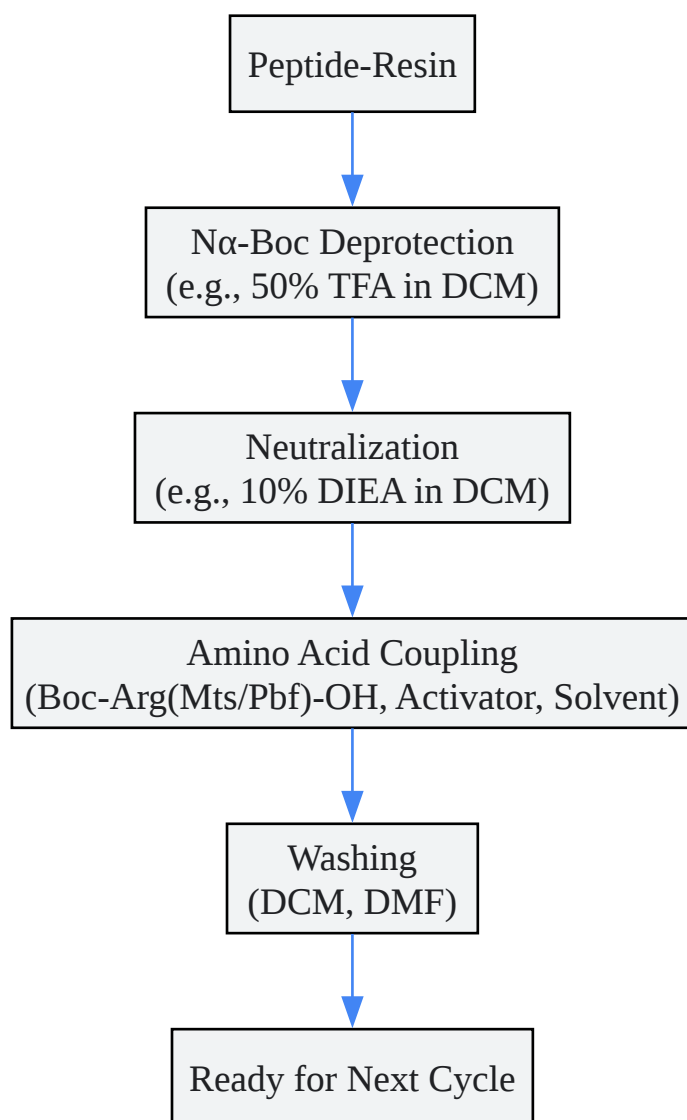 Peptide-Resin
Nα-Boc Deprotection
(e.g., 50% TFA in DCM)
Neutralization
(e.g., 10% DIEA in DCM)
Amino Acid Coupling
(Boc-Arg(Mts/Pbf)-OH, Activator, Solvent)
Washing
(DCM, DMF)
Ready for Next Cycle